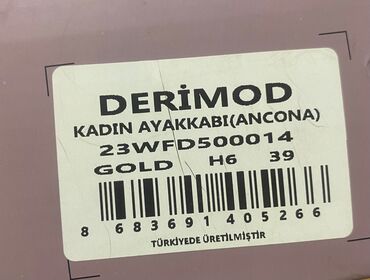 DERİMOD
KADIN AYAKKABI(ANCONA)
23WFD500014
GOLD H6 39
8 683691 405266
TÜRKİYEDE ÜRETİLMİŞTİR